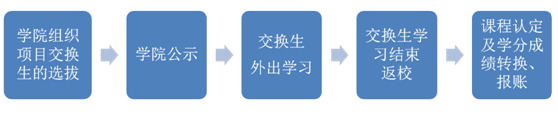 学院组织
项目交换
生的选拔
学院公示
交换生
外出学习
交换生学
习结束
返校
课程认定
及学分成
绩转换、
报账